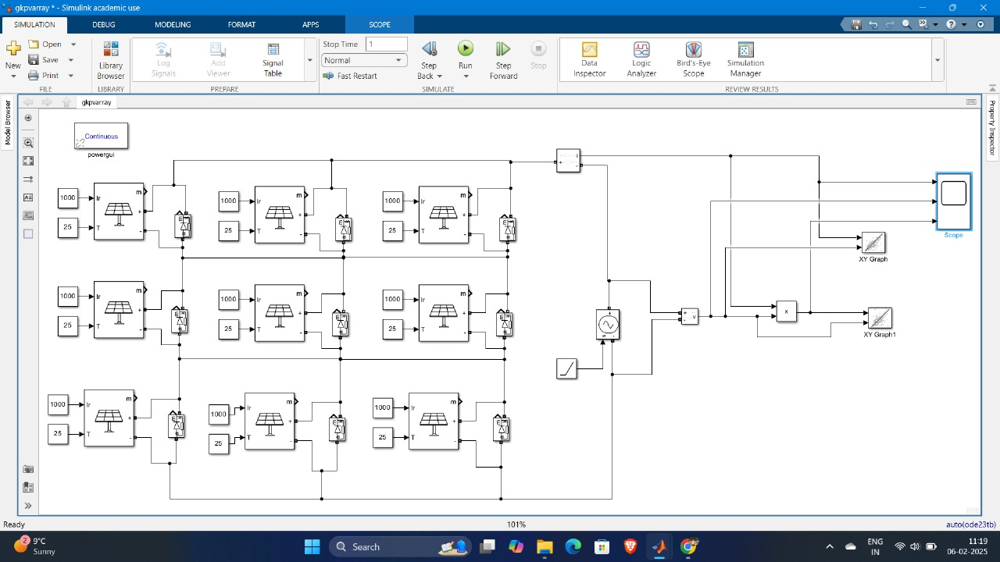 gkpvarray * - Simulink academic use
SIMULATION DEBUG MODELING FORMAT APPS SCOPE
New
Open
Save
Print
FILE
Library Browser
LIBRARY
Log Signals
Add Viewer
Signal Table
PREPARE
Stop Time 1
Normal
Fast Restart
Step Back
Run
Step Forward
Stop
SIMULATE
Data Inspector
Logic Analyzer
Bird's-Eye Scope
Simulation Manager
REVIEW RESULTS
Model Browser
gkpvarray
Property Inspector
Continuous
powergui
1000 Ir m +
25 T -
1000 Ir m +
25 T -
1000 Ir m +
25 T -
1000 Ir m +
25 T -
1000 Ir m +
25 T -
1000 Ir m +
25 T -
1000 Ir m +
25 T -
1000 Ir m +
25 T -
1000 Ir m +
25 T -
+ i -
+ - v
x
Scope
XY Graph
XY Graph1
Ready 101% auto(ode23tb)
2
9°C
Sunny
Search
ENG
IN
11:19
06-02-2025